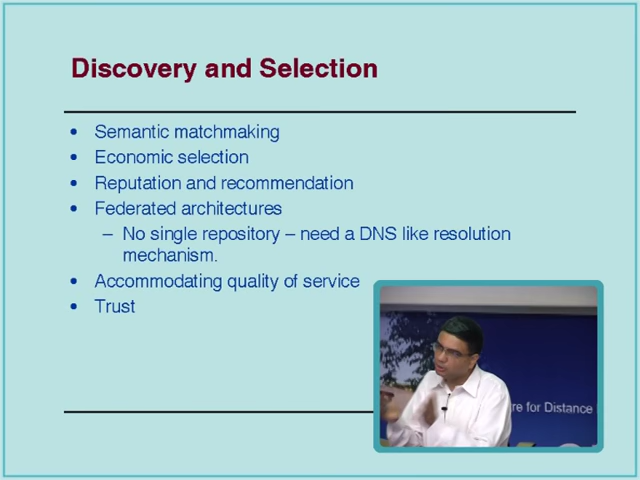 Discovery and Selection
• Semantic matchmaking
• Economic selection
• Reputation and recommendation
• Federated architectures
– No single repository – need a DNS like resolution
mechanism.
• Accommodating quality of service
• Trust
re for Distance